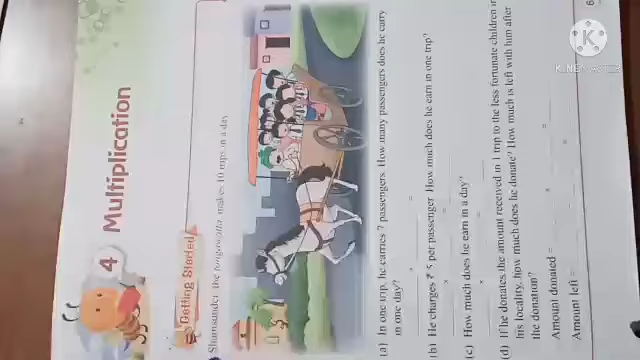 4 Multiplication
Getting Started
Shamsunder the tongawalla, makes 10 trips in a day
(a) In one trip, he carries 7 passengers. How many passengers does he carry
in one day?
× =
(b) He charges ₹ 5 per passenger How much does he earn in one trip?
× =
(c) How much does he earn in a day?
× =
(d) If he donates the amount received in 1 trip to the less fortunate children in
his locality, how much does he donate? How much is left with him after
the donation?
Amount donated = × =
Amount left = - =
KINEMASTER